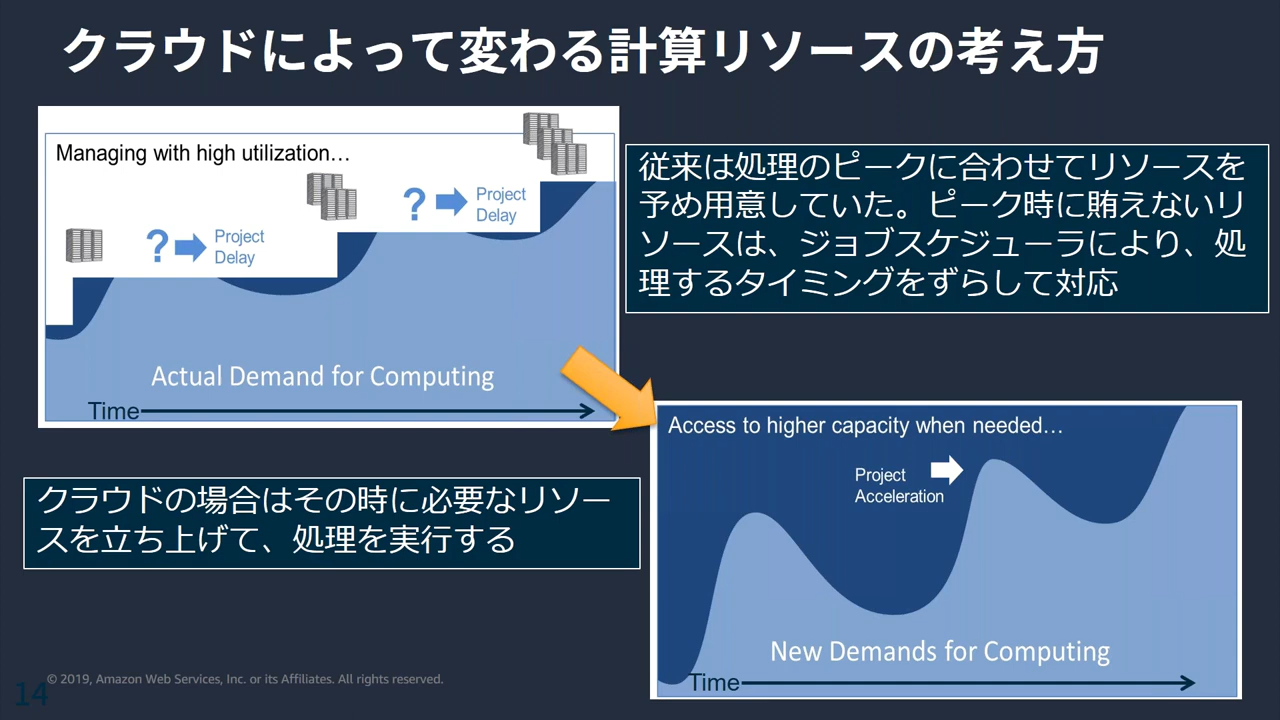 クラウドによって変わる計算リソースの考え方
Managing with high utilization…
? Project
Delay
? Project
Delay
Actual Demand for Computing
Time
従来は処理のピークに合わせてリソースを
予め用意していた。ピーク時に賄えないリ
ソースは、ジョブスケジューラにより、処
理するタイミングをずらして対応
クラウドの場合はその時に必要なリソー
スを立ち上げて、処理を実行する
Access to higher capacity when needed…
Project
Acceleration
New Demands for Computing
Time
14
© 2019, Amazon Web Services, Inc. or its Affiliates. All rights reserved.